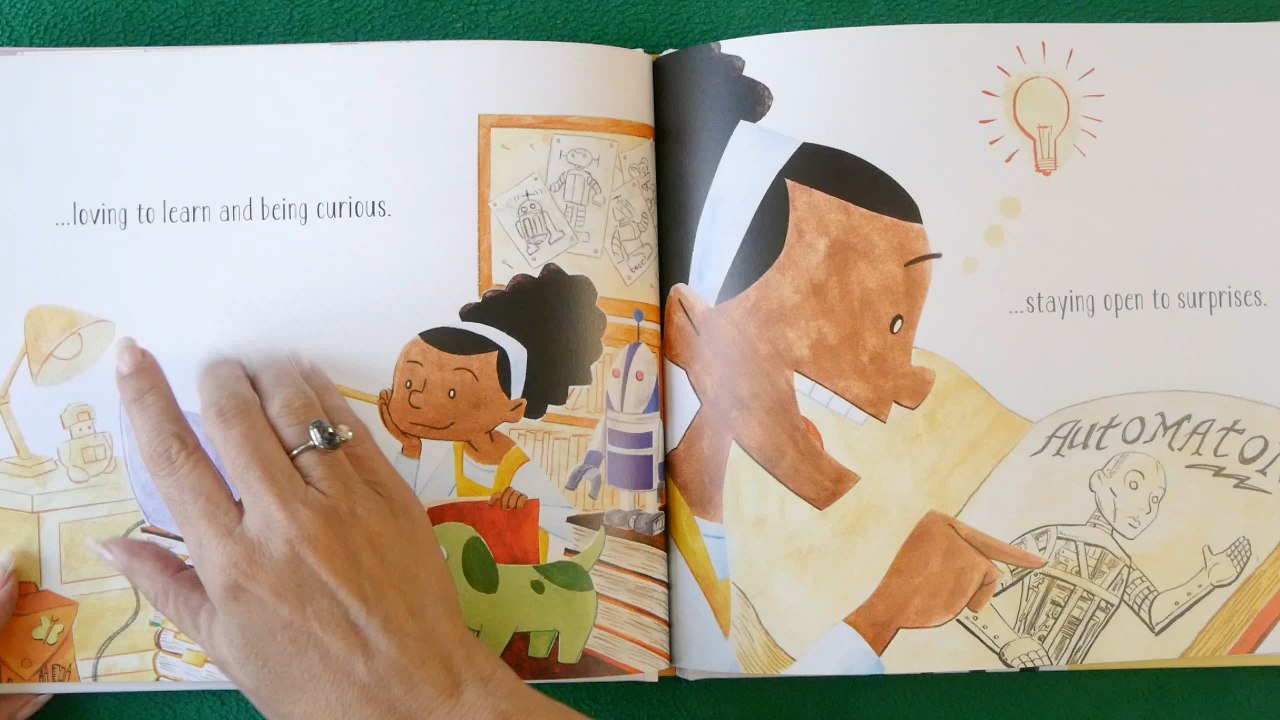 ...loving to learn and being curious.
...staying open to surprises.
AUTOMATO